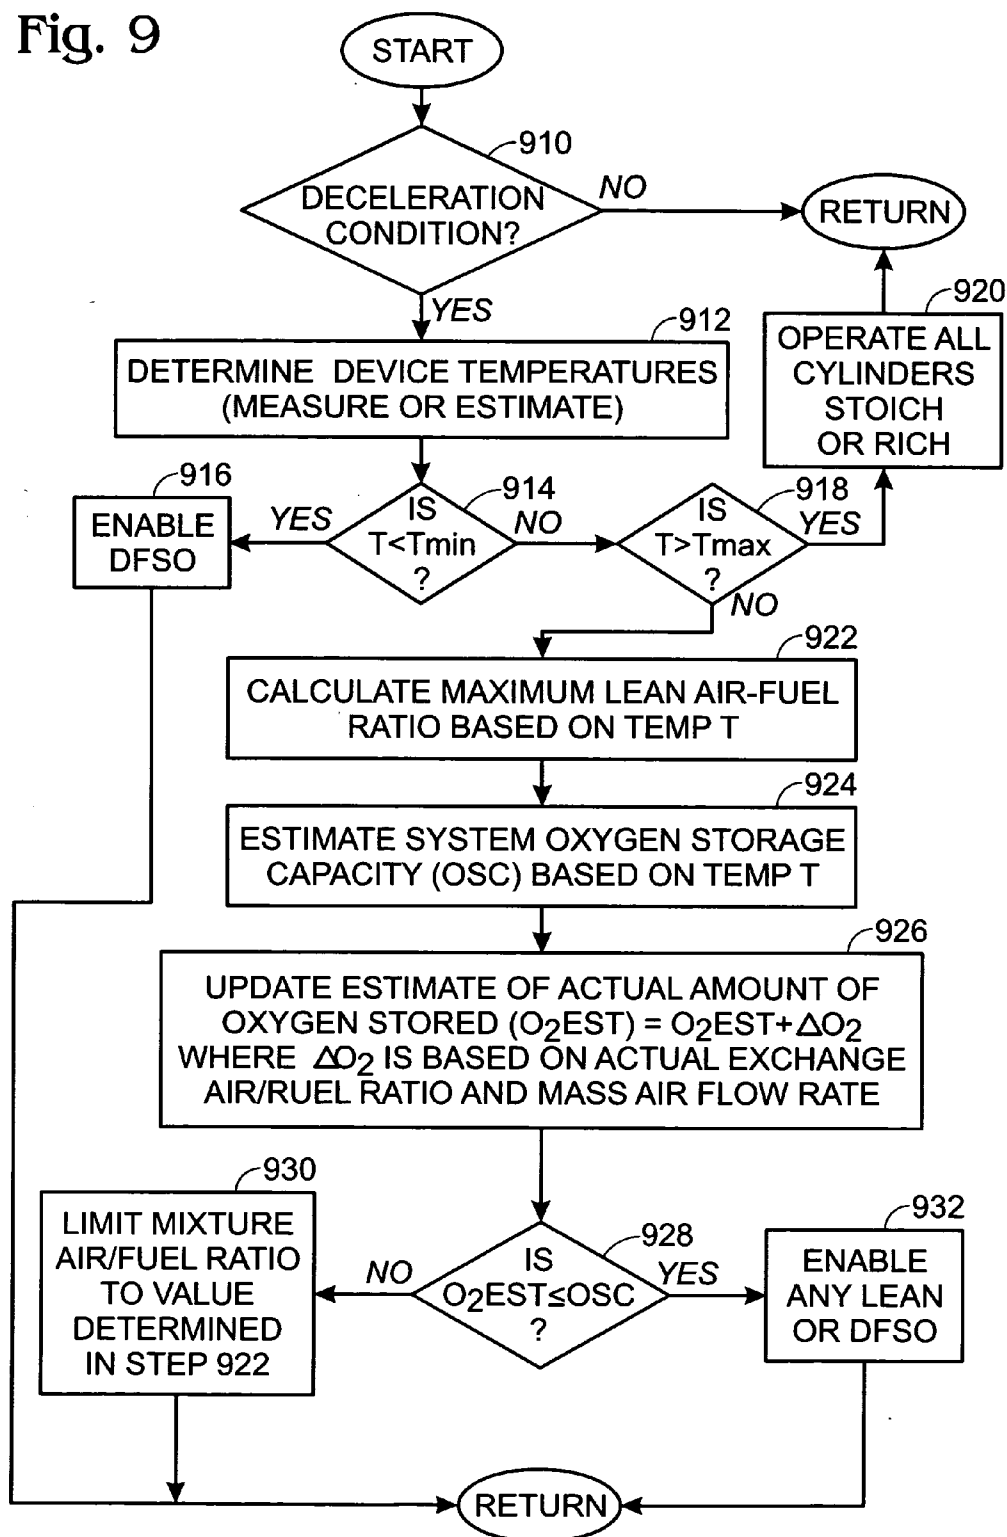 Fig. 9
START
910
DECELERATION
CONDITION?
NO
RETURN
YES
912
DETERMINE DEVICE TEMPERATURES
(MEASURE OR ESTIMATE)
920
OPERATE ALL
CYLINDERS
STOICH
OR RICH
916
ENABLE
DFSO
YES
914
IS
T<Tmin
?
NO
918
IS
T>Tmax
?
YES
NO
922
CALCULATE MAXIMUM LEAN AIR-FUEL
RATIO BASED ON TEMP T
924
ESTIMATE SYSTEM OXYGEN STORAGE
CAPACITY (OSC) BASED ON TEMP T
926
UPDATE ESTIMATE OF ACTUAL AMOUNT OF
OXYGEN STORED (O₂EST) = O₂EST+ΔO₂
WHERE ΔO₂ IS BASED ON ACTUAL EXCHANGE
AIR/RUEL RATIO AND MASS AIR FLOW RATE
930
LIMIT MIXTURE
AIR/FUEL RATIO
TO VALUE
DETERMINED
IN STEP 922
NO
928
IS
O₂EST≤OSC
?
YES
932
ENABLE
ANY LEAN
OR DFSO
RETURN